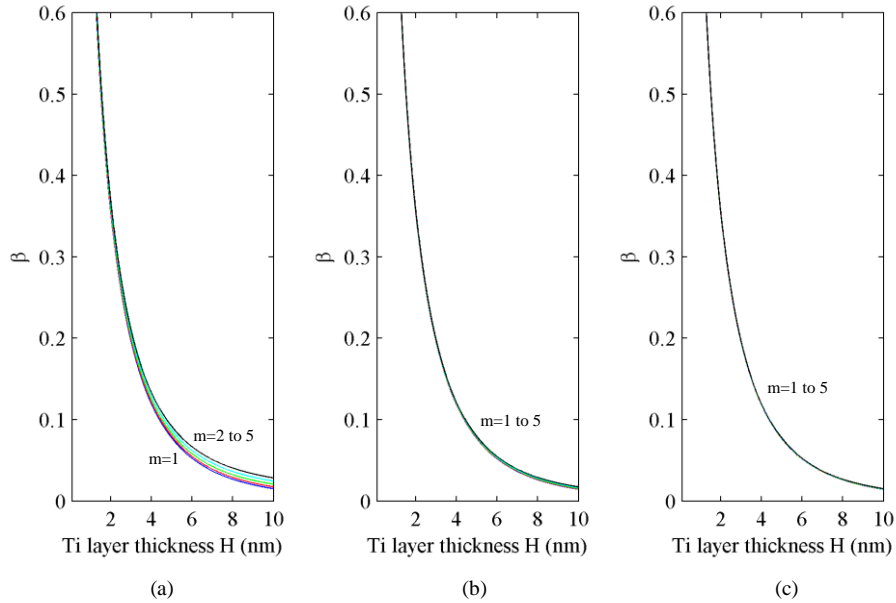 0.6
0.5
0.4
0.3
0.2
0.1
0
β
2 4 6 8 10
Ti layer thickness H (nm)
m=2 to 5
m=1
(a)
0.6
0.5
0.4
0.3
0.2
0.1
0
β
2 4 6 8 10
Ti layer thickness H (nm)
m=1 to 5
(b)
0.6
0.5
0.4
0.3
0.2
0.1
0
β
2 4 6 8 10
Ti layer thickness H (nm)
m=1 to 5
(c)